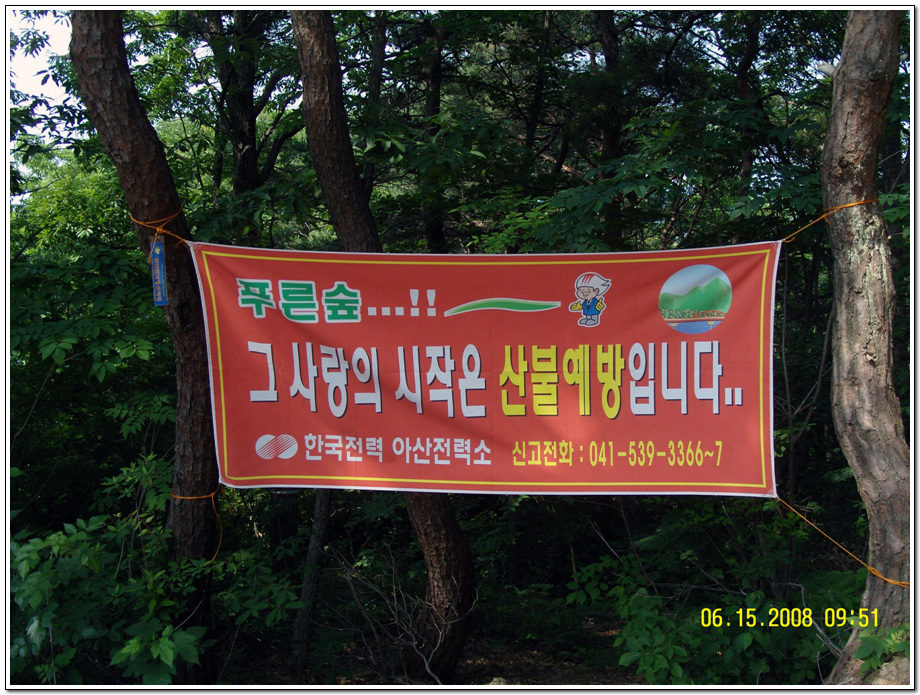 푸른숲...!!
그 사랑의 시작은 산불예방입니다..
한국전력 아산전력소 신고전화 : 041-539-3366~7
06.15.2008 09:51